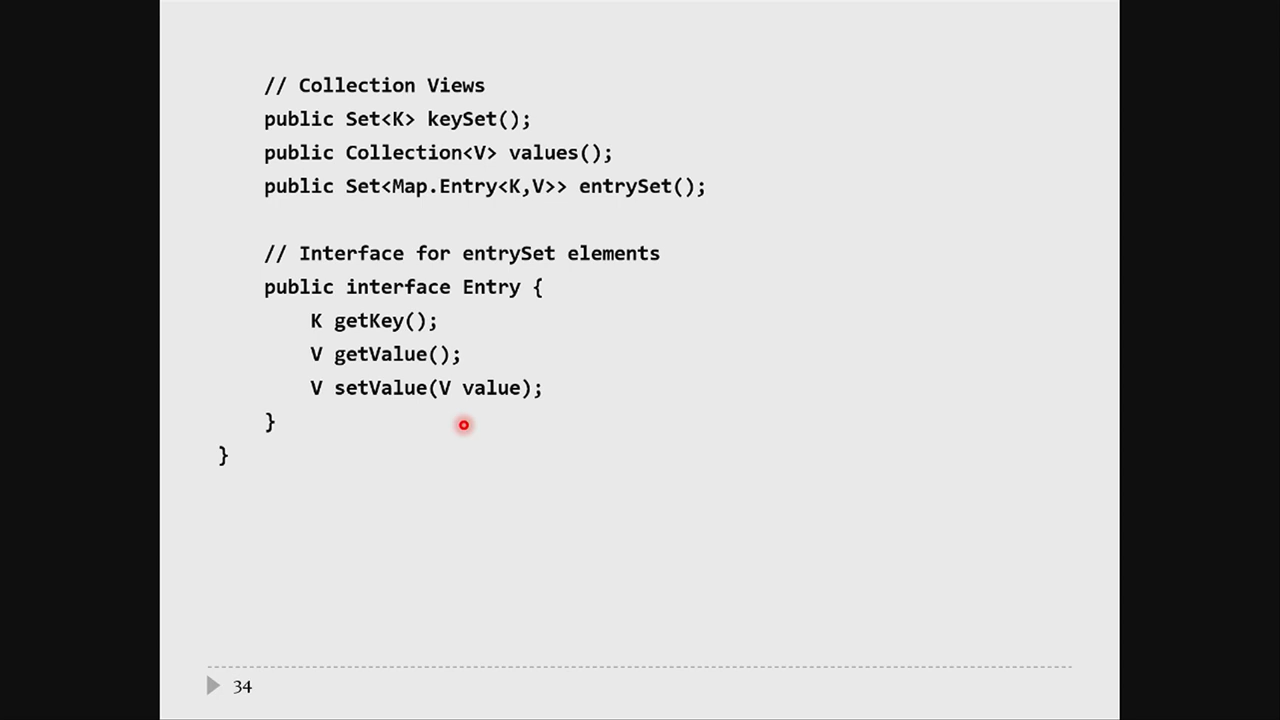 // Collection Views
public Set<K> keySet();
public Collection<V> values();
public Set<Map.Entry<K,V>> entrySet();
// Interface for entrySet elements
public interface Entry {
K getKey();
V getValue();
V setValue(V value);
}
}
34